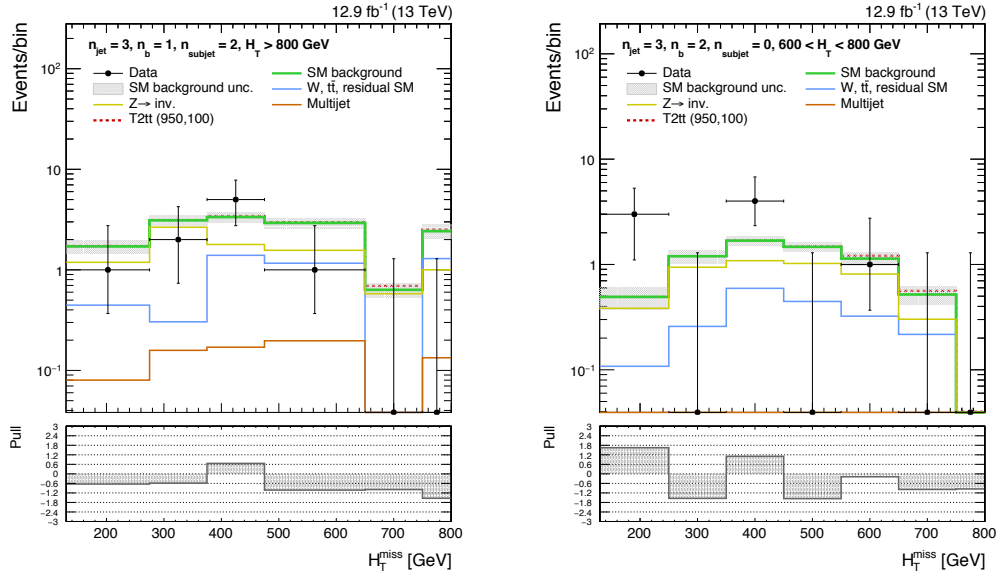 12.9 fb⁻¹ (13 TeV)
n_jet = 3, n_b = 1, n_subjet = 2, H_T > 800 GeV
Data
SM background
SM background unc.
W, tt̄, residual SM
Z→ inv.
Multijet
T2tt (950,100)
Events/bin
10²
10
1
10⁻¹
Pull
3
2.4
1.8
1.2
0.6
0
−0.6
−1.2
−1.8
−2.4
−3
200 300 400 500 600 700 800
H_T^miss [GeV]
12.9 fb⁻¹ (13 TeV)
n_jet = 3, n_b = 2, n_subjet = 0, 600 < H_T < 800 GeV
Data
SM background
SM background unc.
W, tt̄, residual SM
Z→ inv.
Multijet
T2tt (950,100)
Events/bin
10²
10
1
10⁻¹
Pull
3
2.4
1.8
1.2
0.6
0
−0.6
−1.2
−1.8
−2.4
−3
200 300 400 500 600 700 800
H_T^miss [GeV]